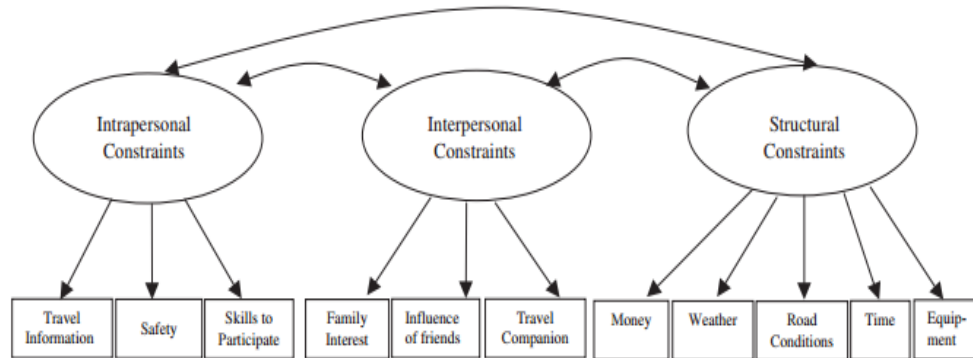 Intrapersonal
Constraints
Interpersonal
Constraints
Structural
Constraints
Travel
Information
Safety
Skills to
Participate
Family
Interest
Influence
of friends
Travel
Companion
Money
Weather
Road
Conditions
Time
Equip-
ment